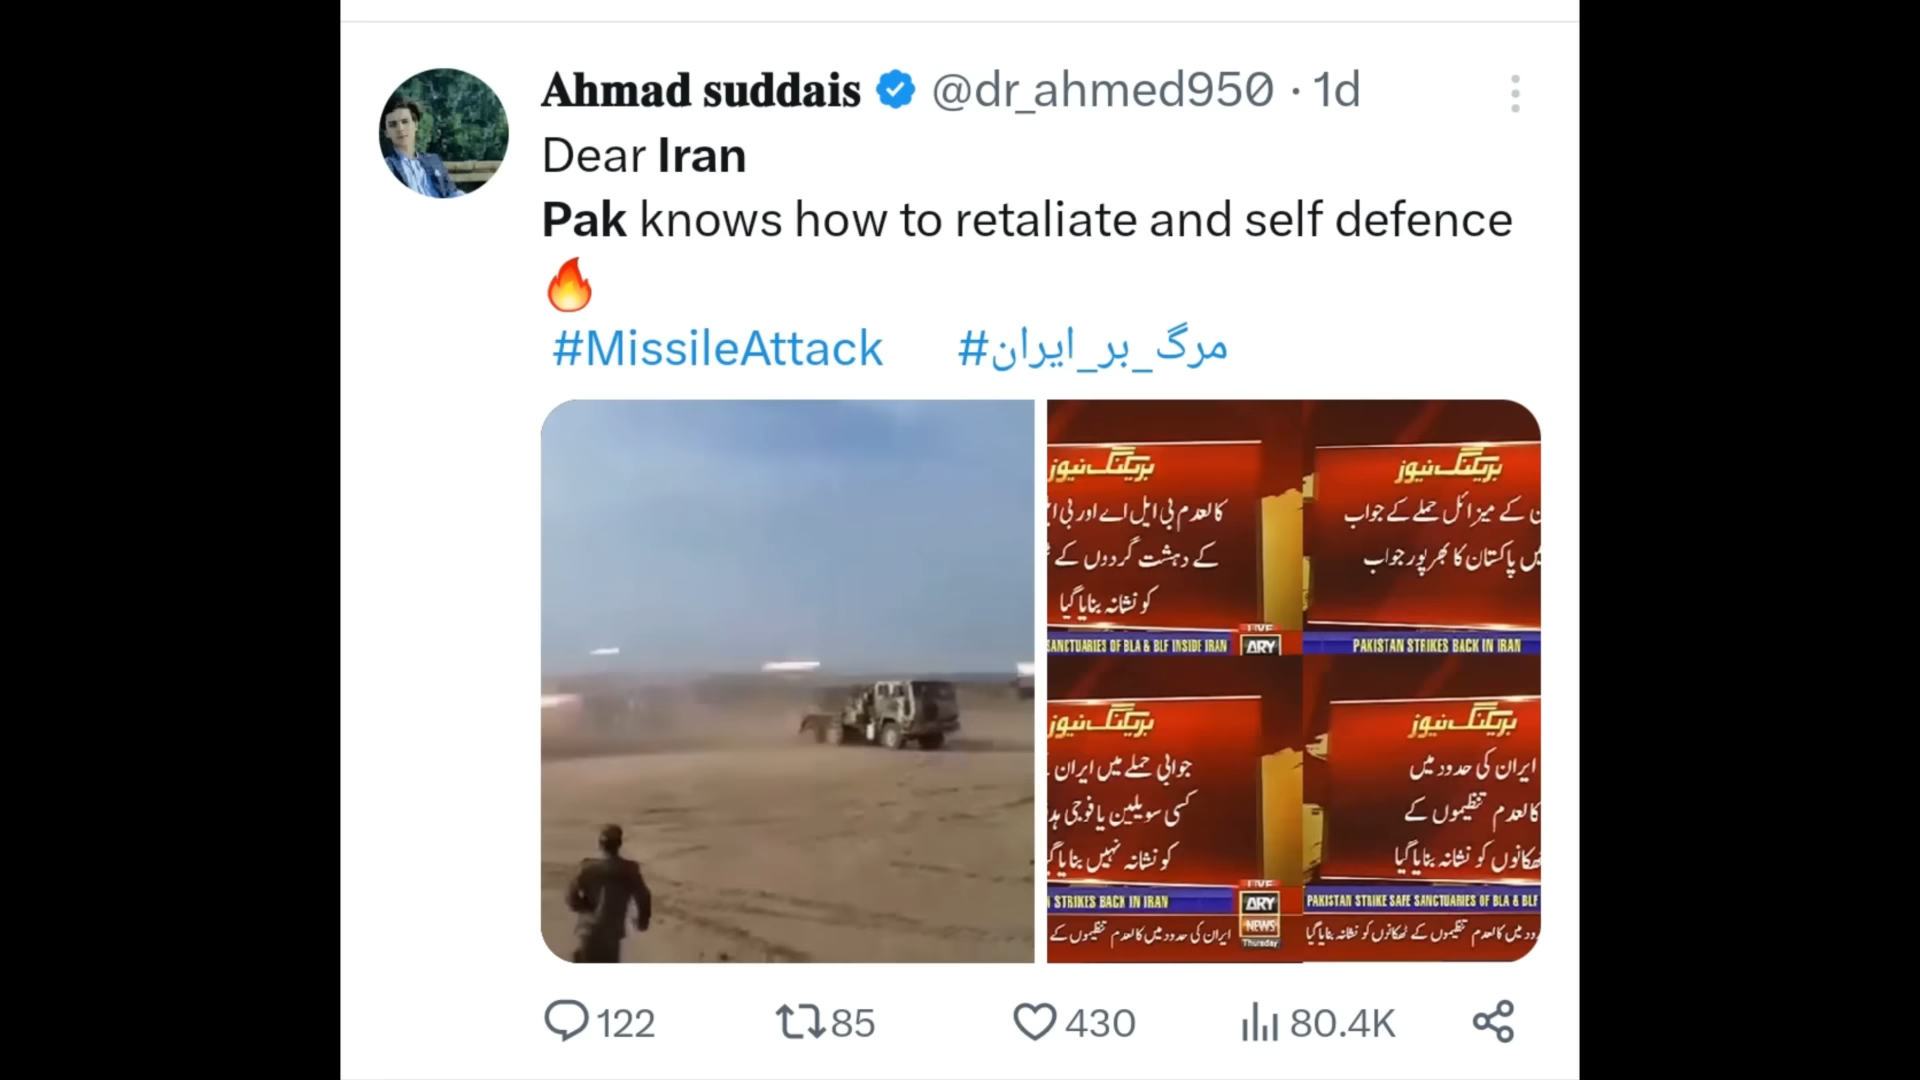 Ahmad suddais @dr_ahmed950 · 1d
Dear Iran
Pak knows how to retaliate and self defence
🔥
#MissileAttack #مرگ_بر_ایران
بریکنگ نیوز
کالعدم بی ایل اے اور بی
کے دہشت گردوں کے
کو نشانہ بنایا گیا
SANCTUARIES OF BLA & BLF INSIDE IRAN
LIVE
ARY
بریکنگ نیوز
کے میزائل حملے کے جواب
پاکستان کا بھرپور جواب
PAKISTAN STRIKES BACK IN IRAN
بریکنگ نیوز
جوابی حملے میں ایران
کسی سویلین یا فوجی
کو نشانہ نہیں بنایا
STRIKES BACK IN IRAN
ایران کی حدود میں کالعدم تنظیموں کے
LIVE
ARY
NEWS
Thursday
بریکنگ نیوز
ایران کی حدود میں
کالعدم تنظیموں کے
ٹھکانوں کو نشانہ بنایا گیا
PAKISTAN STRIKE SAFE SANCTUARIES OF BLA & BLF
میں کالعدم تنظیموں کے ٹھکانوں کو نشانہ بنایا گیا
122 85 430 80.4K